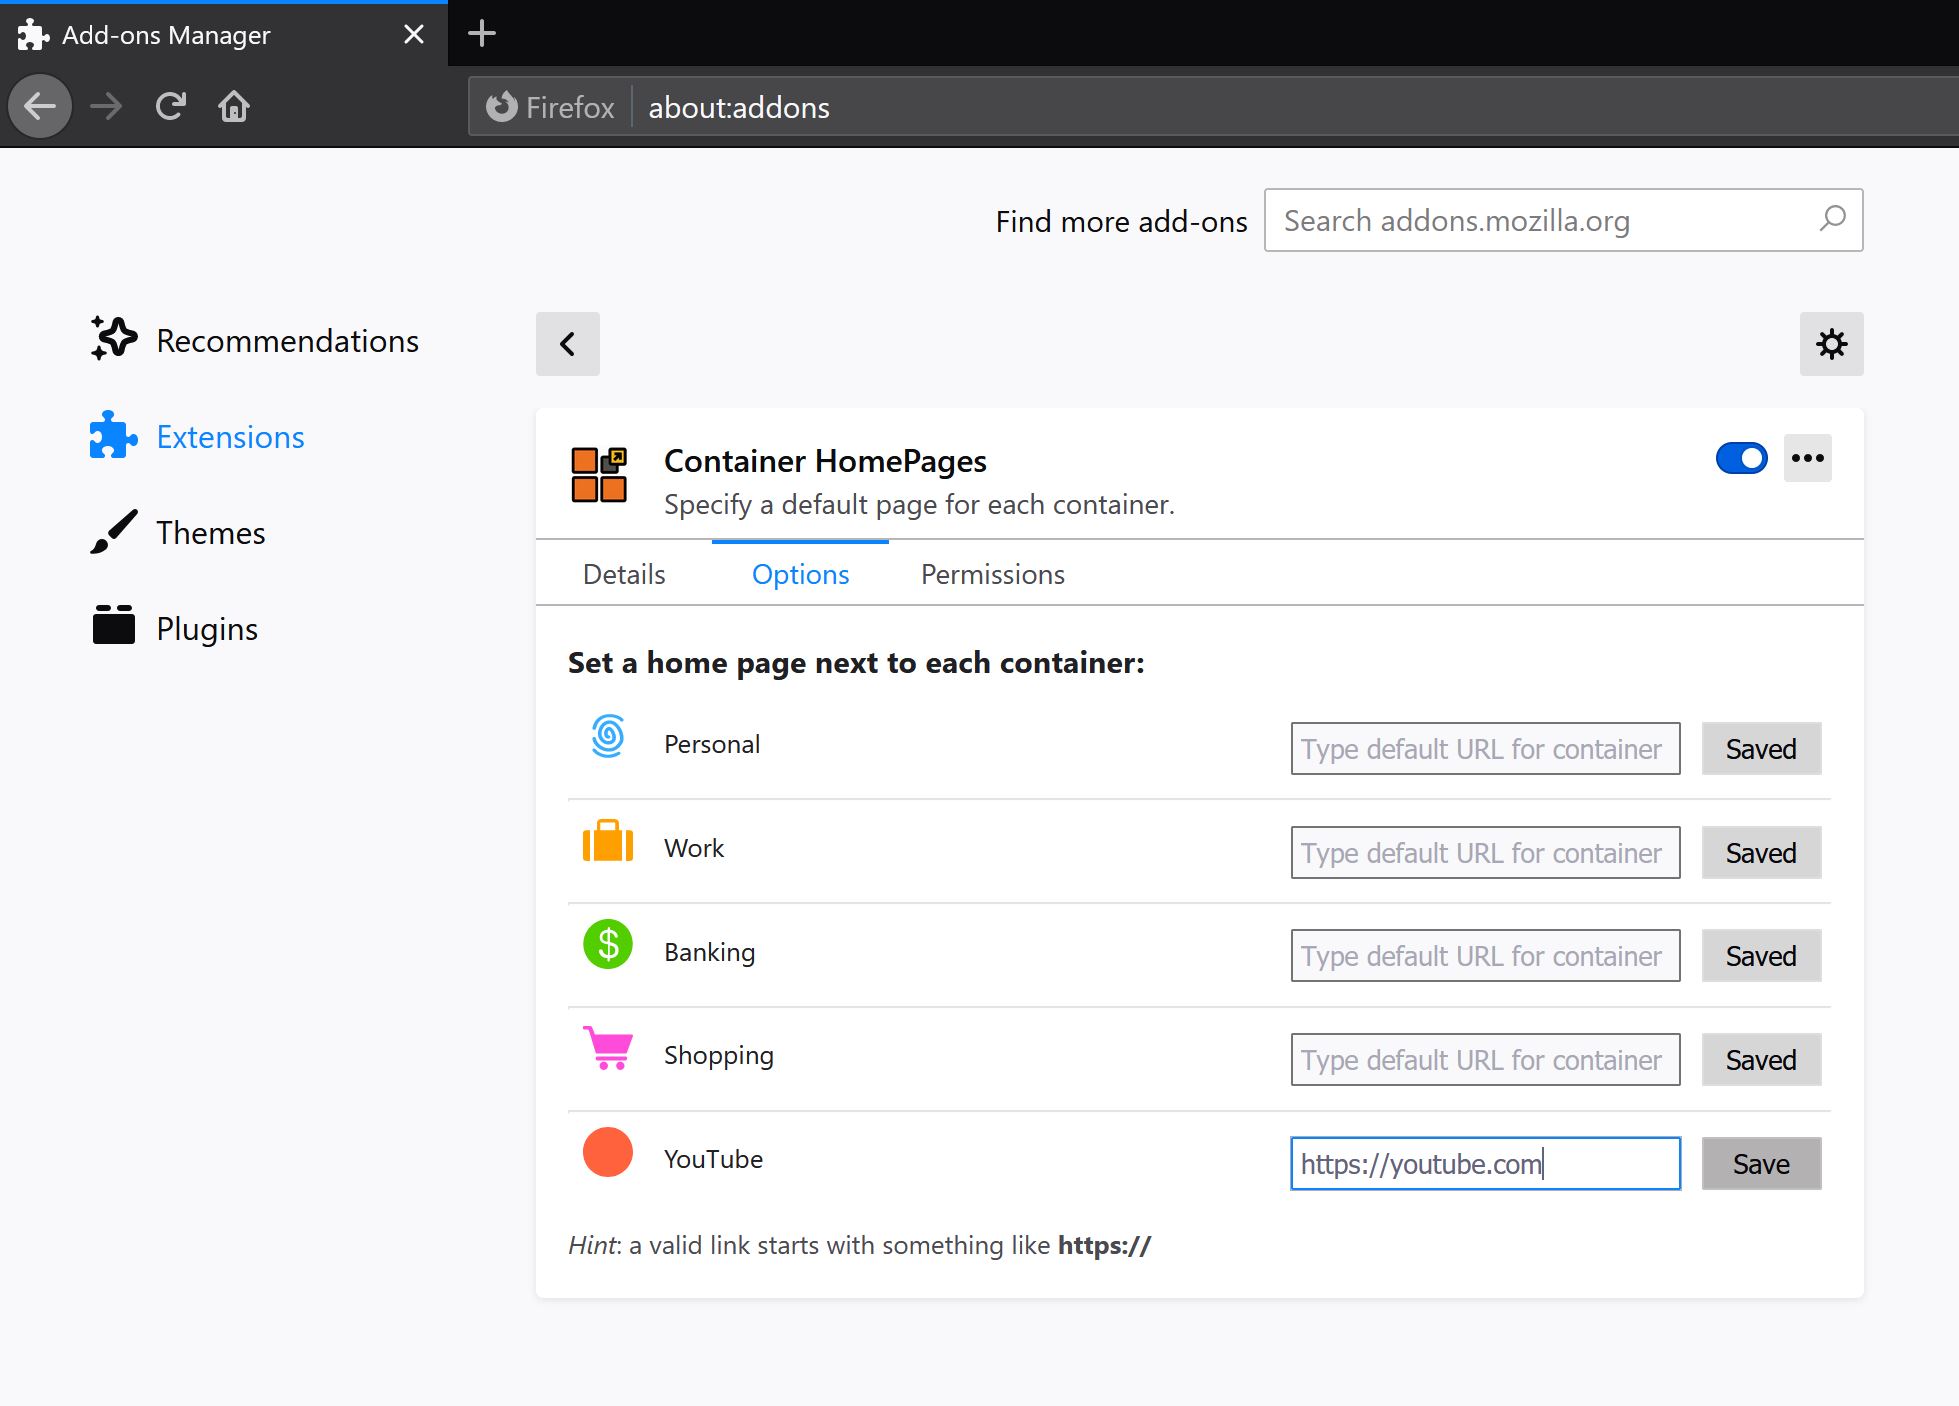 Add-ons Manager
Firefox about:addons
Find more add-ons Search addons.mozilla.org
Recommendations
Extensions
Themes
Plugins
Container HomePages
Specify a default page for each container.
Details Options Permissions
Set a home page next to each container:
Personal Type default URL for container Saved
Work Type default URL for container Saved
$ Banking Type default URL for container Saved
Shopping Type default URL for container Saved
YouTube https://youtube.com Save
Hint: a valid link starts with something like https://